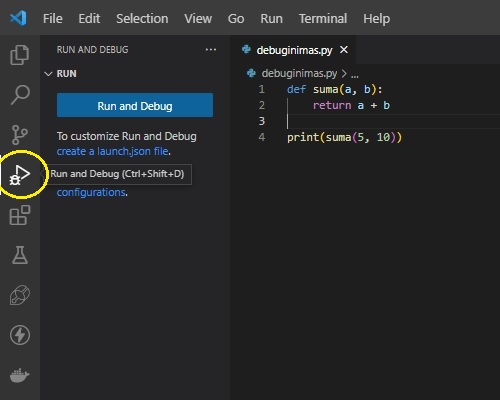 File Edit Selection View Go Run Terminal Help
RUN AND DEBUG ...
debuginimas.py
RUN
debuginimas.py > ...
Run and Debug
1 def suma(a, b):
2 return a + b
3
4 print(suma(5, 10))
To customize Run and Debug
create a launch.json file.
Run and Debug (Ctrl+Shift+D)
configurations.